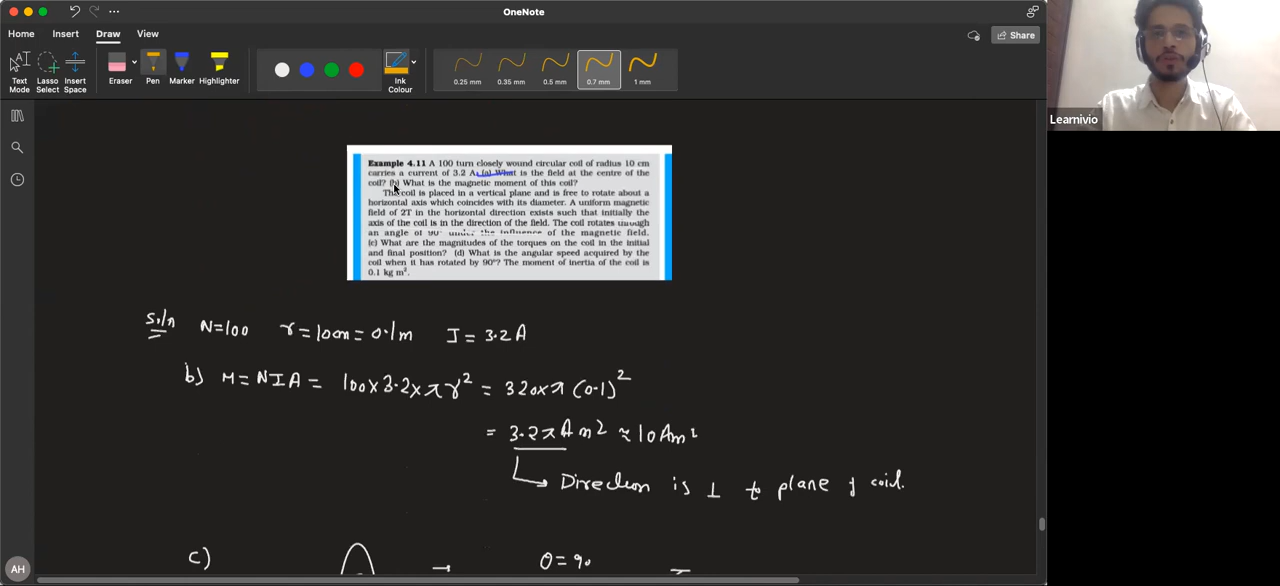 OneNote
Home Insert Draw View
Share
Text Mode
Lasso Select
Insert Space
Eraser
Pen
Marker
Highlighter
Ink Colour
0.25 mm
0.35 mm
0.5 mm
0.7 mm
1 mm
Learnivio
Example 4.11 A 100 turn closely wound circular coil of radius 10 cm
carries a current of 3.2 A. (a) What is the field at the centre of the
coil? (b) What is the magnetic moment of this coil?
The coil is placed in a vertical plane and is free to rotate about a
horizontal axis which coincides with its diameter. A uniform magnetic
field of 2T in the horizontal direction exists such that initially the
axis of the coil is in the direction of the field. The coil rotates through
an angle of 90° under the influence of the magnetic field.
(c) What are the magnitudes of the torques on the coil in the initial
and final position? (d) What is the angular speed acquired by the
coil when it has rotated by 90°? The moment of inertia of the coil is
0.1 kg m².
Soln N=100 r=10cm=0.1m I=3.2A
b) M=NIA= 100×3.2×πr² = 320×π(0.1)²
= 3.2πAm² ≈10Am²
Direction is ⊥ to plane of coil.
c) θ=90
AH